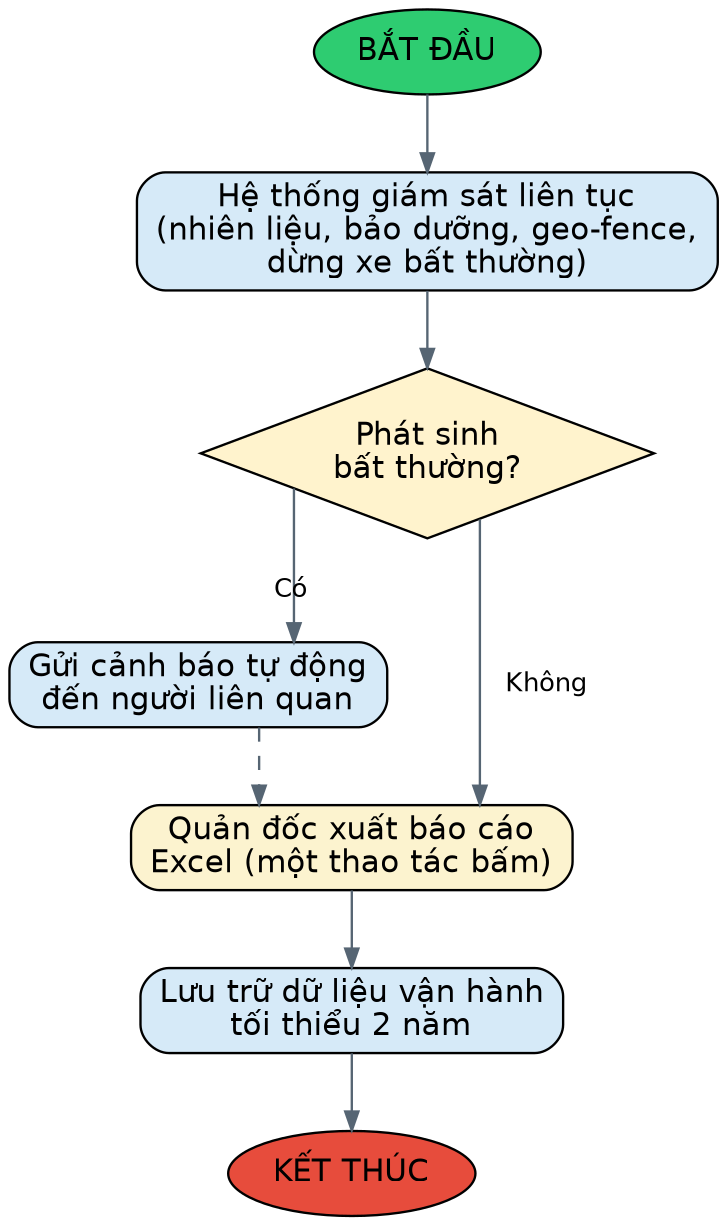 BẮT ĐẦU
Hệ thống giám sát liên tục
(nhiên liệu, bảo dưỡng, geo-fence,
dừng xe bất thường)
Phát sinh
bất thường?
Có
Gửi cảnh báo tự động
đến người liên quan
Không
Quản đốc xuất báo cáo
Excel (một thao tác bấm)
Lưu trữ dữ liệu vận hành
tối thiểu 2 năm
KẾT THÚC